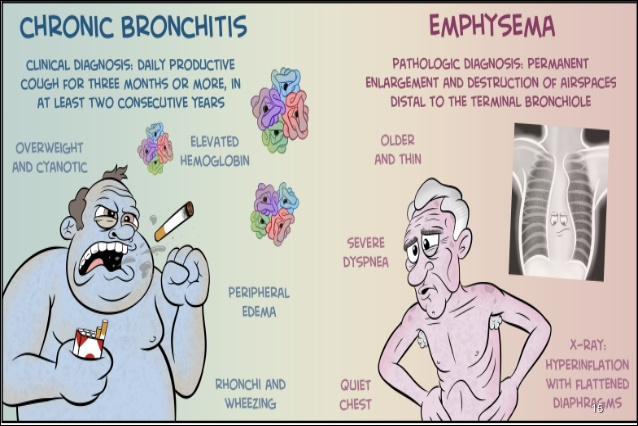 CHRONIC BRONCHITIS
CLINICAL DIAGNOSIS: DAILY PRODUCTIVE
COUGH FOR THREE MONTHS OR MORE, IN
AT LEAST TWO CONSECUTIVE YEARS
OVERWEIGHT
AND CYANOTIC
ELEVATED
HEMOGLOBIN
PERIPHERAL
EDEMA
RHONCHI AND
WHEEZING
EMPHYSEMA
PATHOLOGIC DIAGNOSIS: PERMANENT
ENLARGEMENT AND DESTRUCTION OF AIRSPACES
DISTAL TO THE TERMINAL BRONCHIOLE
OLDER
AND THIN
SEVERE
DYSPNEA
QUIET
CHEST
X-RAY:
HYPERINFLATION
WITH FLATTENED
DIAPHRAGMS
16